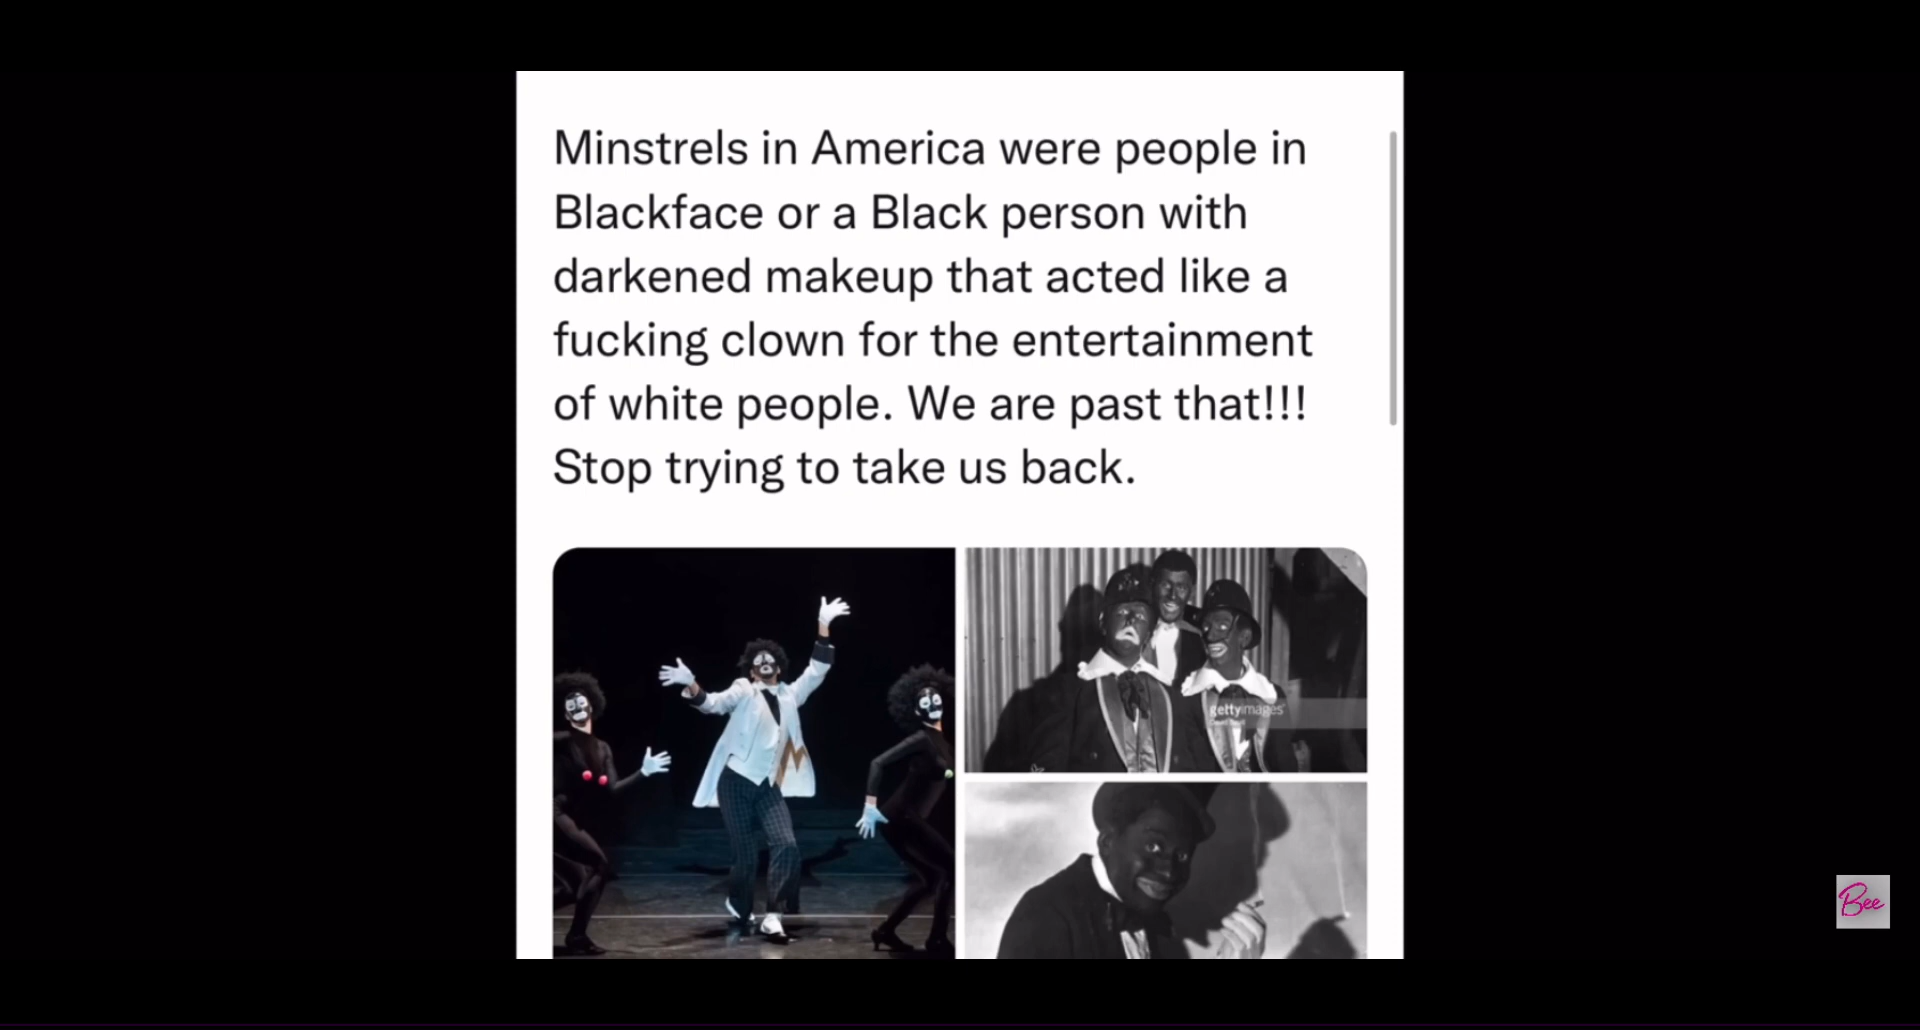 Minstrels in America were people in
Blackface or a Black person with
darkened makeup that acted like a
fucking clown for the entertainment
of white people. We are past that!!!
Stop trying to take us back.
gettyimages
Bee